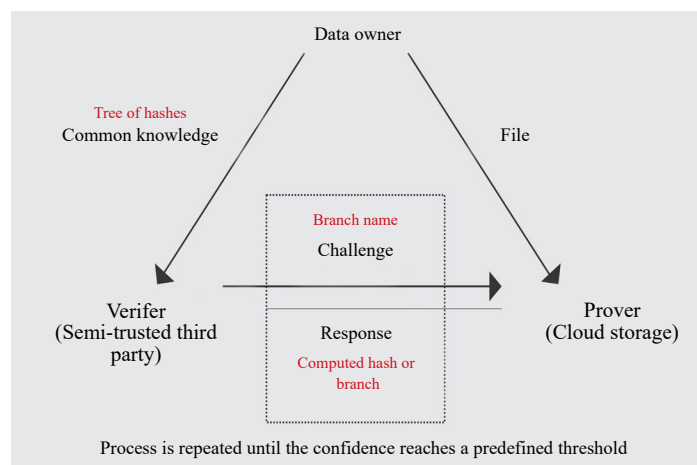 Data owner
Tree of hashes
Common knowledge
File
Branch name
Challenge
Verifer
(Semi-trusted third
party)
Prover
(Cloud storage)
Response
Computed hash or
branch
Process is repeated until the confidence reaches a predefined threshold